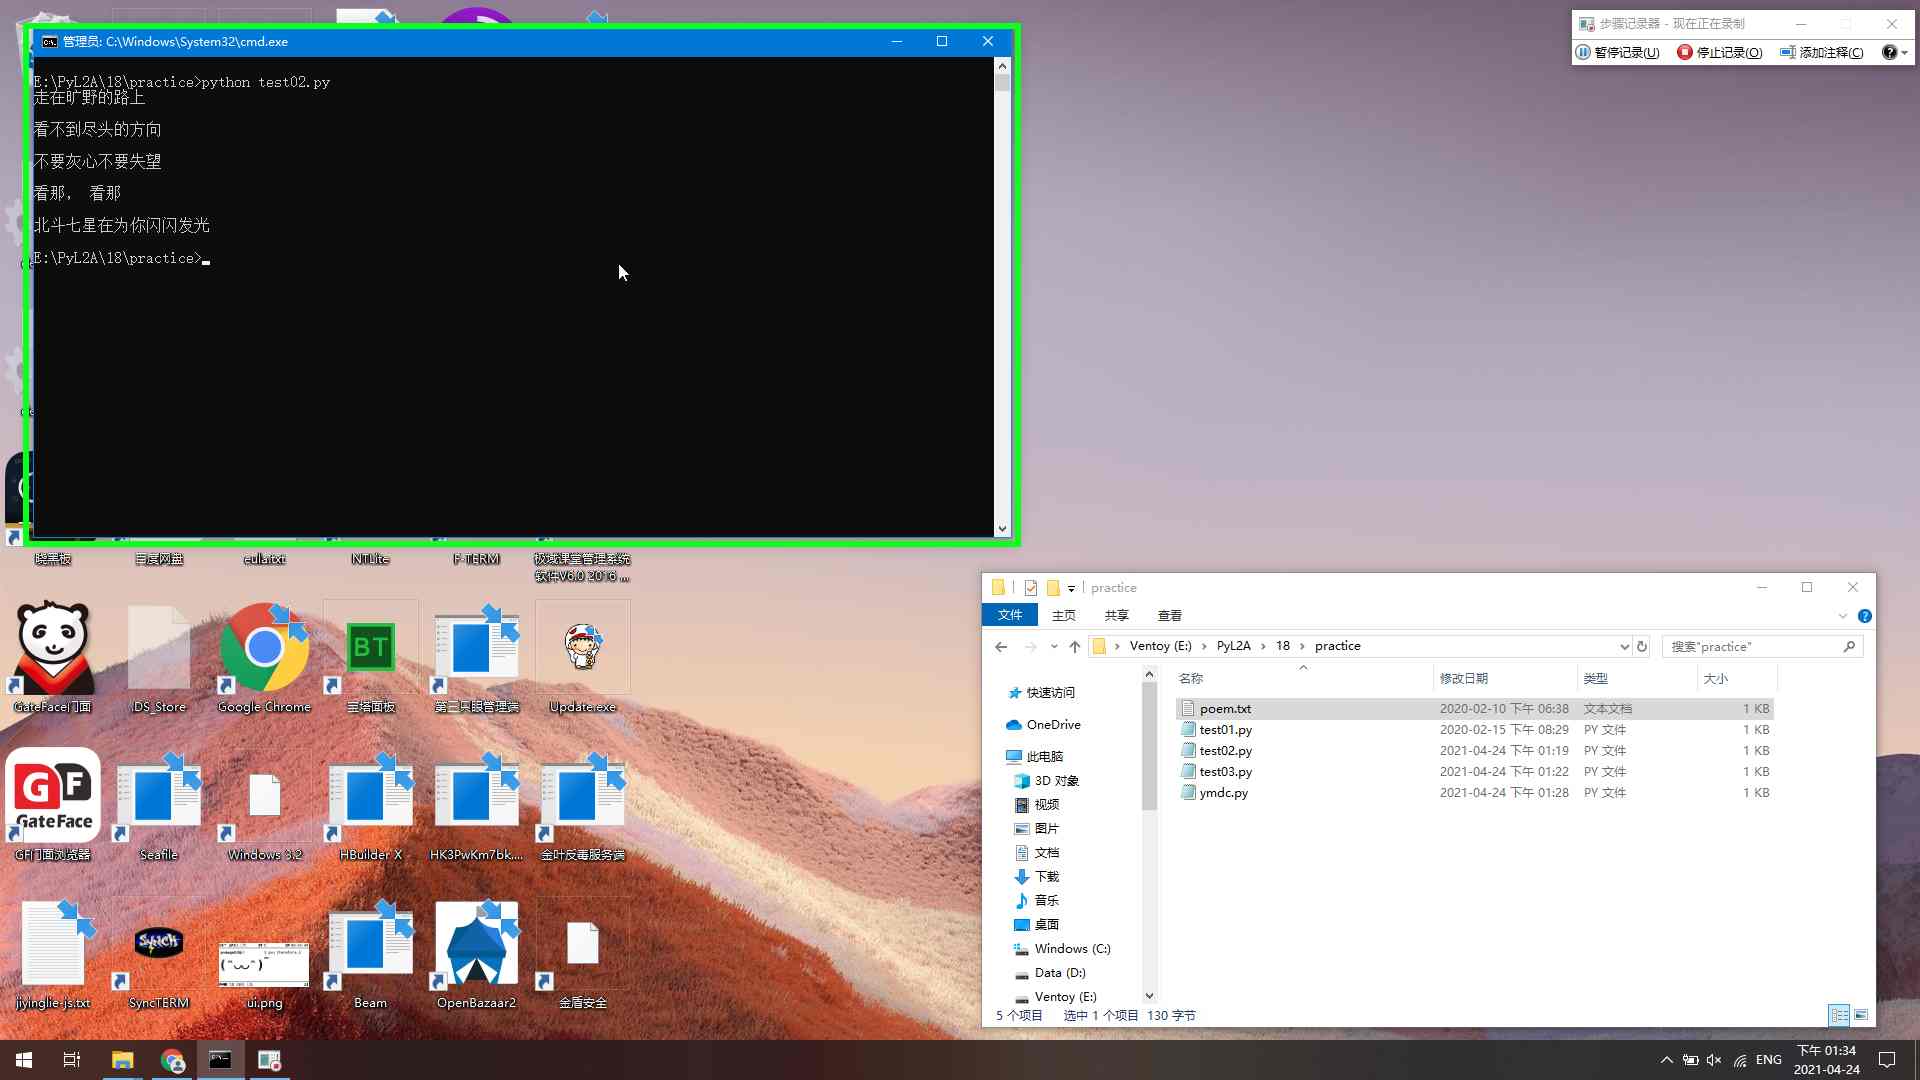 管理员: C:\Windows\System32\cmd.exe
E:\PyL2A\18\practice>python test02.py
走在旷野的路上
看不到尽头的方向
不要灰心不要失望
看那， 看那
北斗七星在为你闪闪发光
E:\PyL2A\18\practice>
步骤记录器 - 现在正在录制
暂停记录(U) 停止记录(O) 添加注释(C)
晓黑板 百度网盘 eula.txt NTLite F-TERM 极域课堂管理系统
软件V6.0 2016 ...
GateFace门面 .DS_Store Google Chrome 宝塔面板 第三只眼管理端 Update.exe
BT
GF
GateFace
GF门面浏览器 Seafile Windows 3.2 HBuilder X HK3PwKm7bk.... 金叶反毒服务端
jiyinglie-js.txt SyncTERM ui.png Beam OpenBazaar2 金盾安全
practice
文件 主页 共享 查看
Ventoy (E:) PyL2A 18 practice
搜索"practice"
名称 修改日期 类型 大小
poem.txt 2020-02-10 下午 06:38 文本文档 1 KB
test01.py 2020-02-15 下午 08:29 PY 文件 1 KB
test02.py 2021-04-24 下午 01:19 PY 文件 1 KB
test03.py 2021-04-24 下午 01:22 PY 文件 1 KB
ymdc.py 2021-04-24 下午 01:28 PY 文件 1 KB
快速访问
OneDrive
此电脑
3D 对象
视频
图片
文档
下载
音乐
桌面
Windows (C:)
Data (D:)
Ventoy (E:)
5 个项目 选中 1 个项目 130 字节
ENG
下午 01:34
2021-04-24